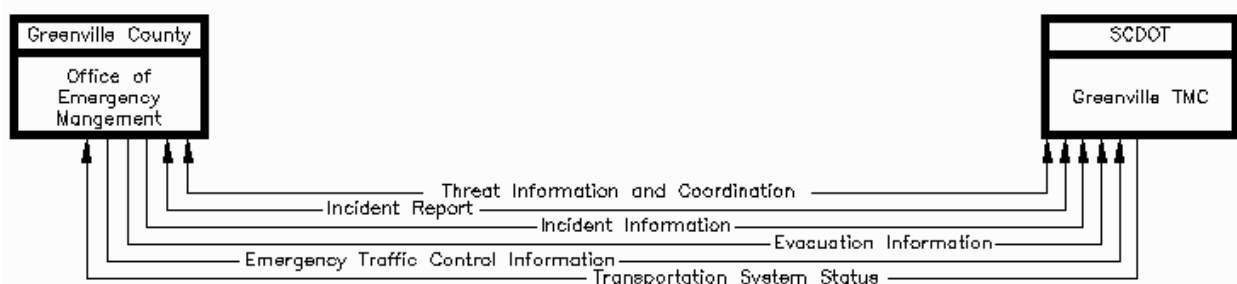 Greenville County
Office of
Emergency
Mangement
SCDOT
Greenville TMC
Threat Information and Coordination
Incident Report
Incident Information
Evacuation Information
Emergency Traffic Control Information
Transportation System Status